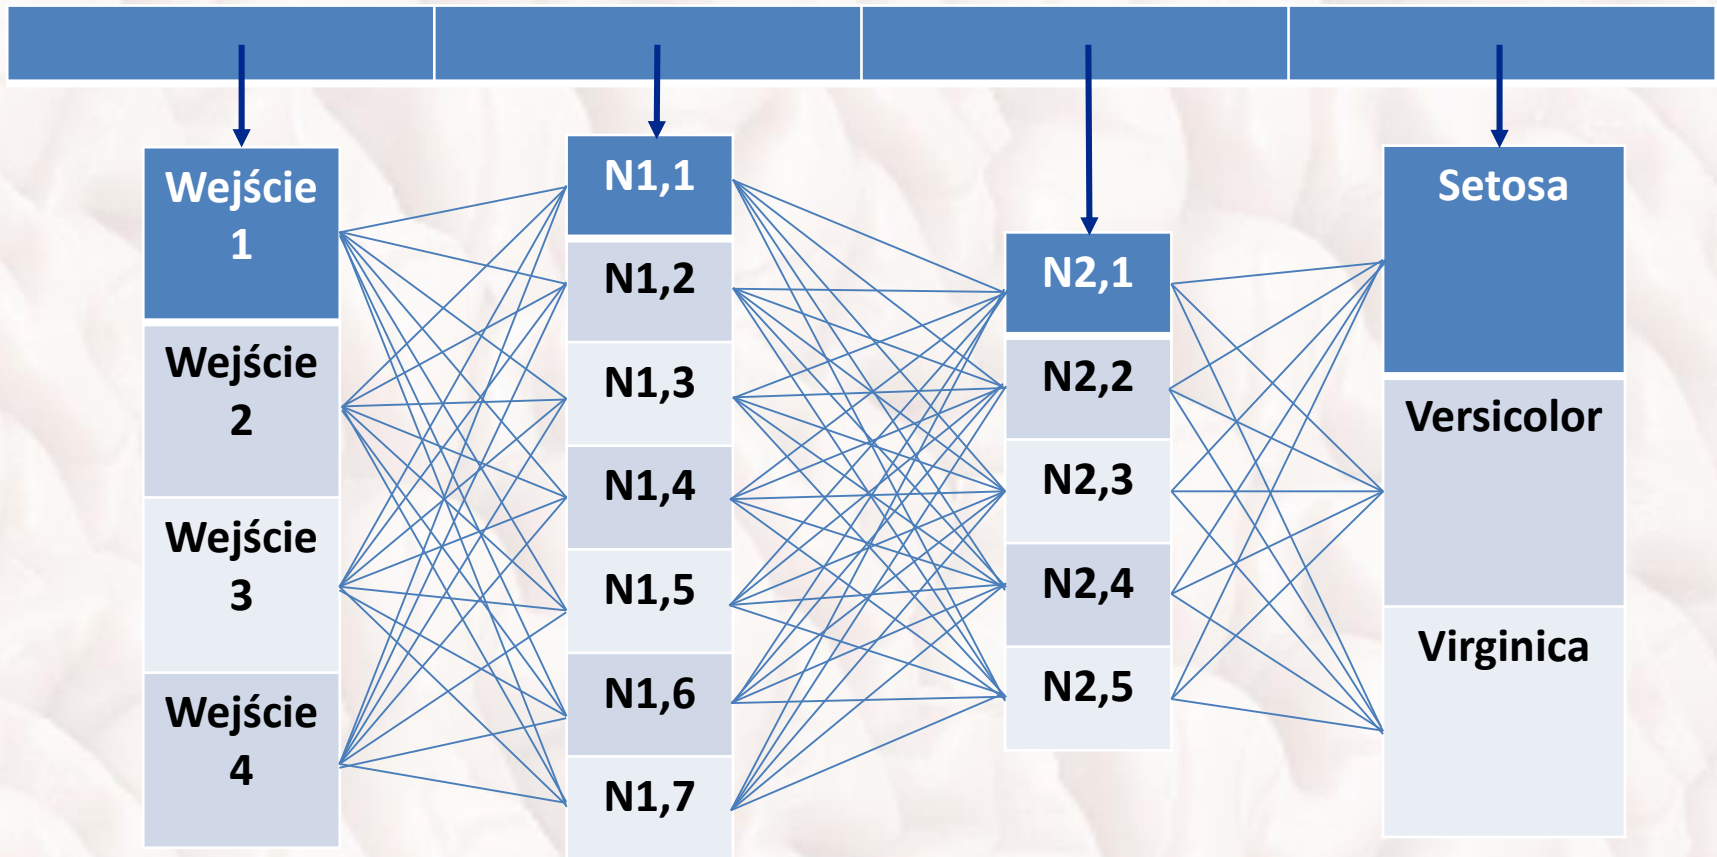 Wejście
1
Wejście
2
Wejście
3
Wejście
4
N1,1
N1,2
N1,3
N1,4
N1,5
N1,6
N1,7
N2,1
N2,2
N2,3
N2,4
N2,5
Setosa
Versicolor
Virginica